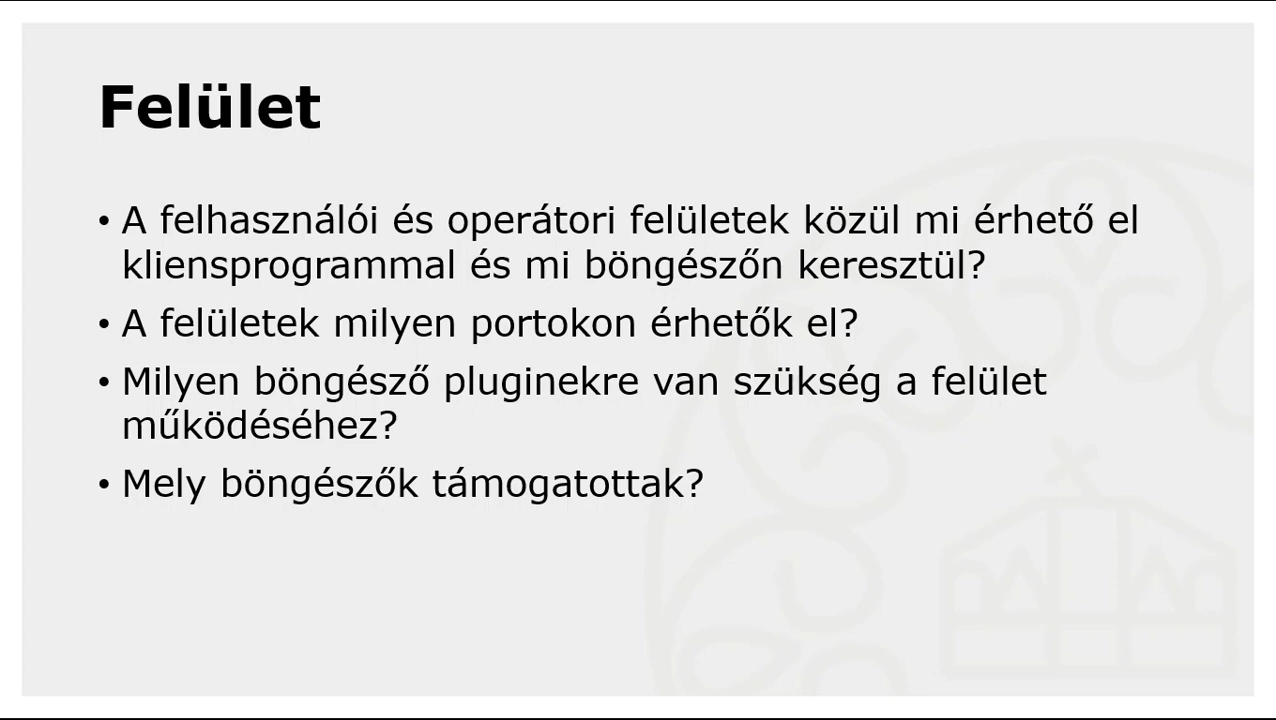 Felület
• A felhasználói és operátori felületek közül mi érhető el
kliensprogrammal és mi böngészőn keresztül?
• A felületek milyen portokon érhetők el?
• Milyen böngésző pluginekre van szükség a felület
működéséhez?
• Mely böngészők támogatottak?